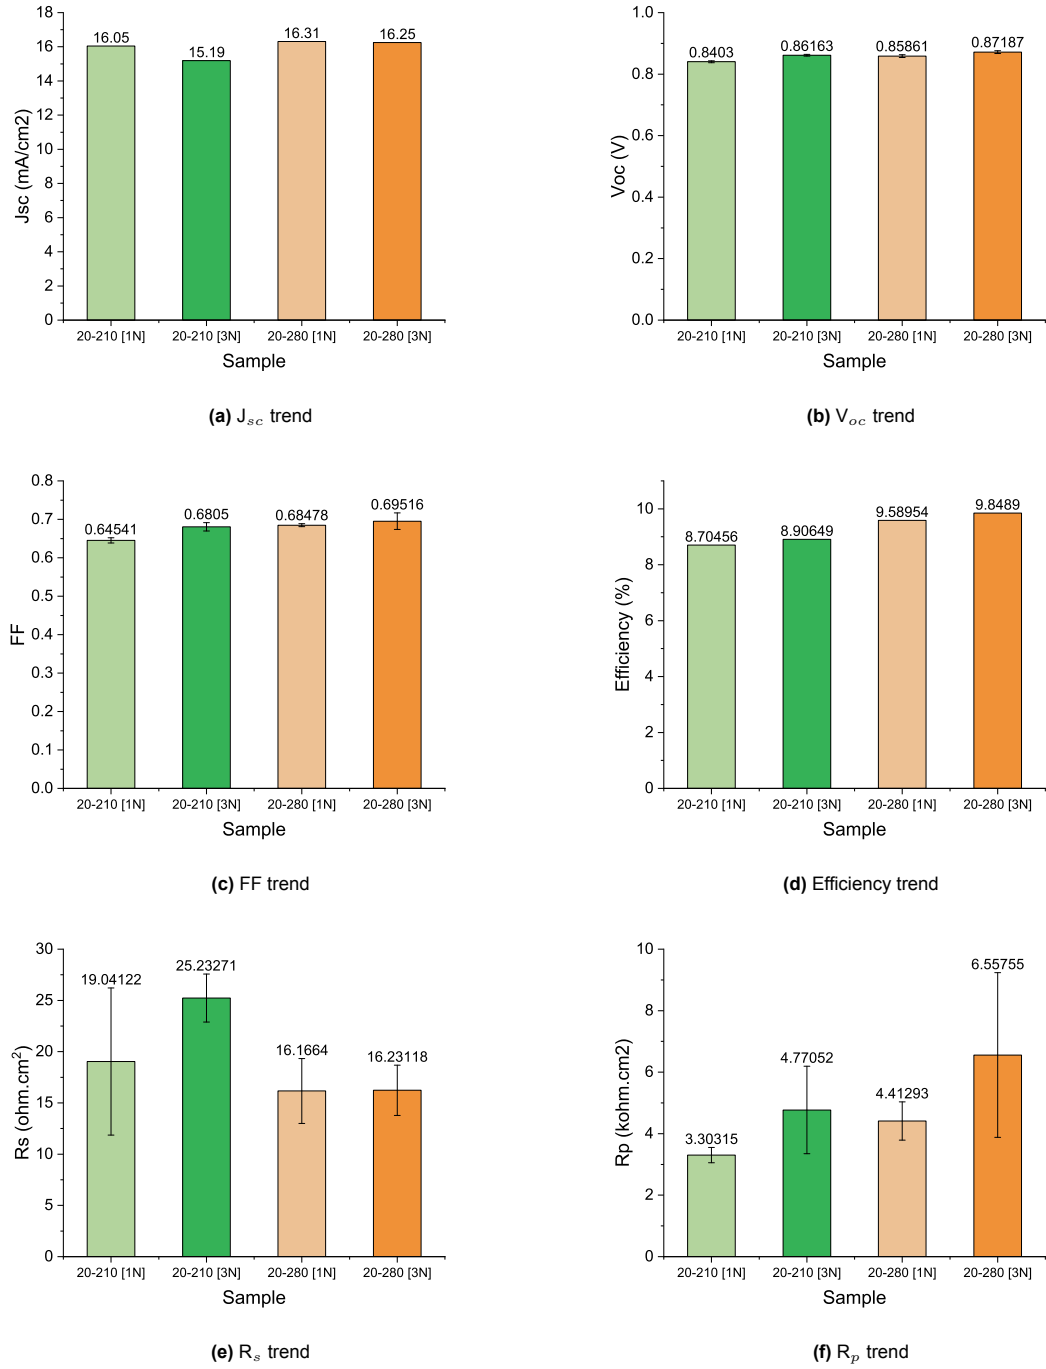 18
16
14
12
10
8
6
4
2
0
Jsc (mA/cm2)
16.05
15.19
16.31
16.25
20-210 [1N]
20-210 [3N]
20-280 [1N]
20-280 [3N]
Sample
(a) Jsc trend
1.0
0.8
0.6
0.4
0.2
0.0
Voc (V)
0.8403
0.86163
0.85861
0.87187
20-210 [1N]
20-210 [3N]
20-280 [1N]
20-280 [3N]
Sample
(b) Voc trend
0.8
0.7
0.6
0.5
0.4
0.3
0.2
0.1
0.0
FF
0.64541
0.6805
0.68478
0.69516
20-210 [1N]
20-210 [3N]
20-280 [1N]
20-280 [3N]
Sample
(c) FF trend
10
8
6
4
2
0
Efficiency (%)
8.70456
8.90649
9.58954
9.8489
20-210 [1N]
20-210 [3N]
20-280 [1N]
20-280 [3N]
Sample
(d) Efficiency trend
30
25
20
15
10
5
0
Rs (ohm.cm²)
19.04122
25.23271
16.1664
16.23118
20-210 [1N]
20-210 [3N]
20-280 [1N]
20-280 [3N]
Sample
(e) Rs trend
10
8
6
4
2
0
Rp (kohm.cm2)
3.30315
4.77052
4.41293
6.55755
20-210 [1N]
20-210 [3N]
20-280 [1N]
20-280 [3N]
Sample
(f) Rp trend